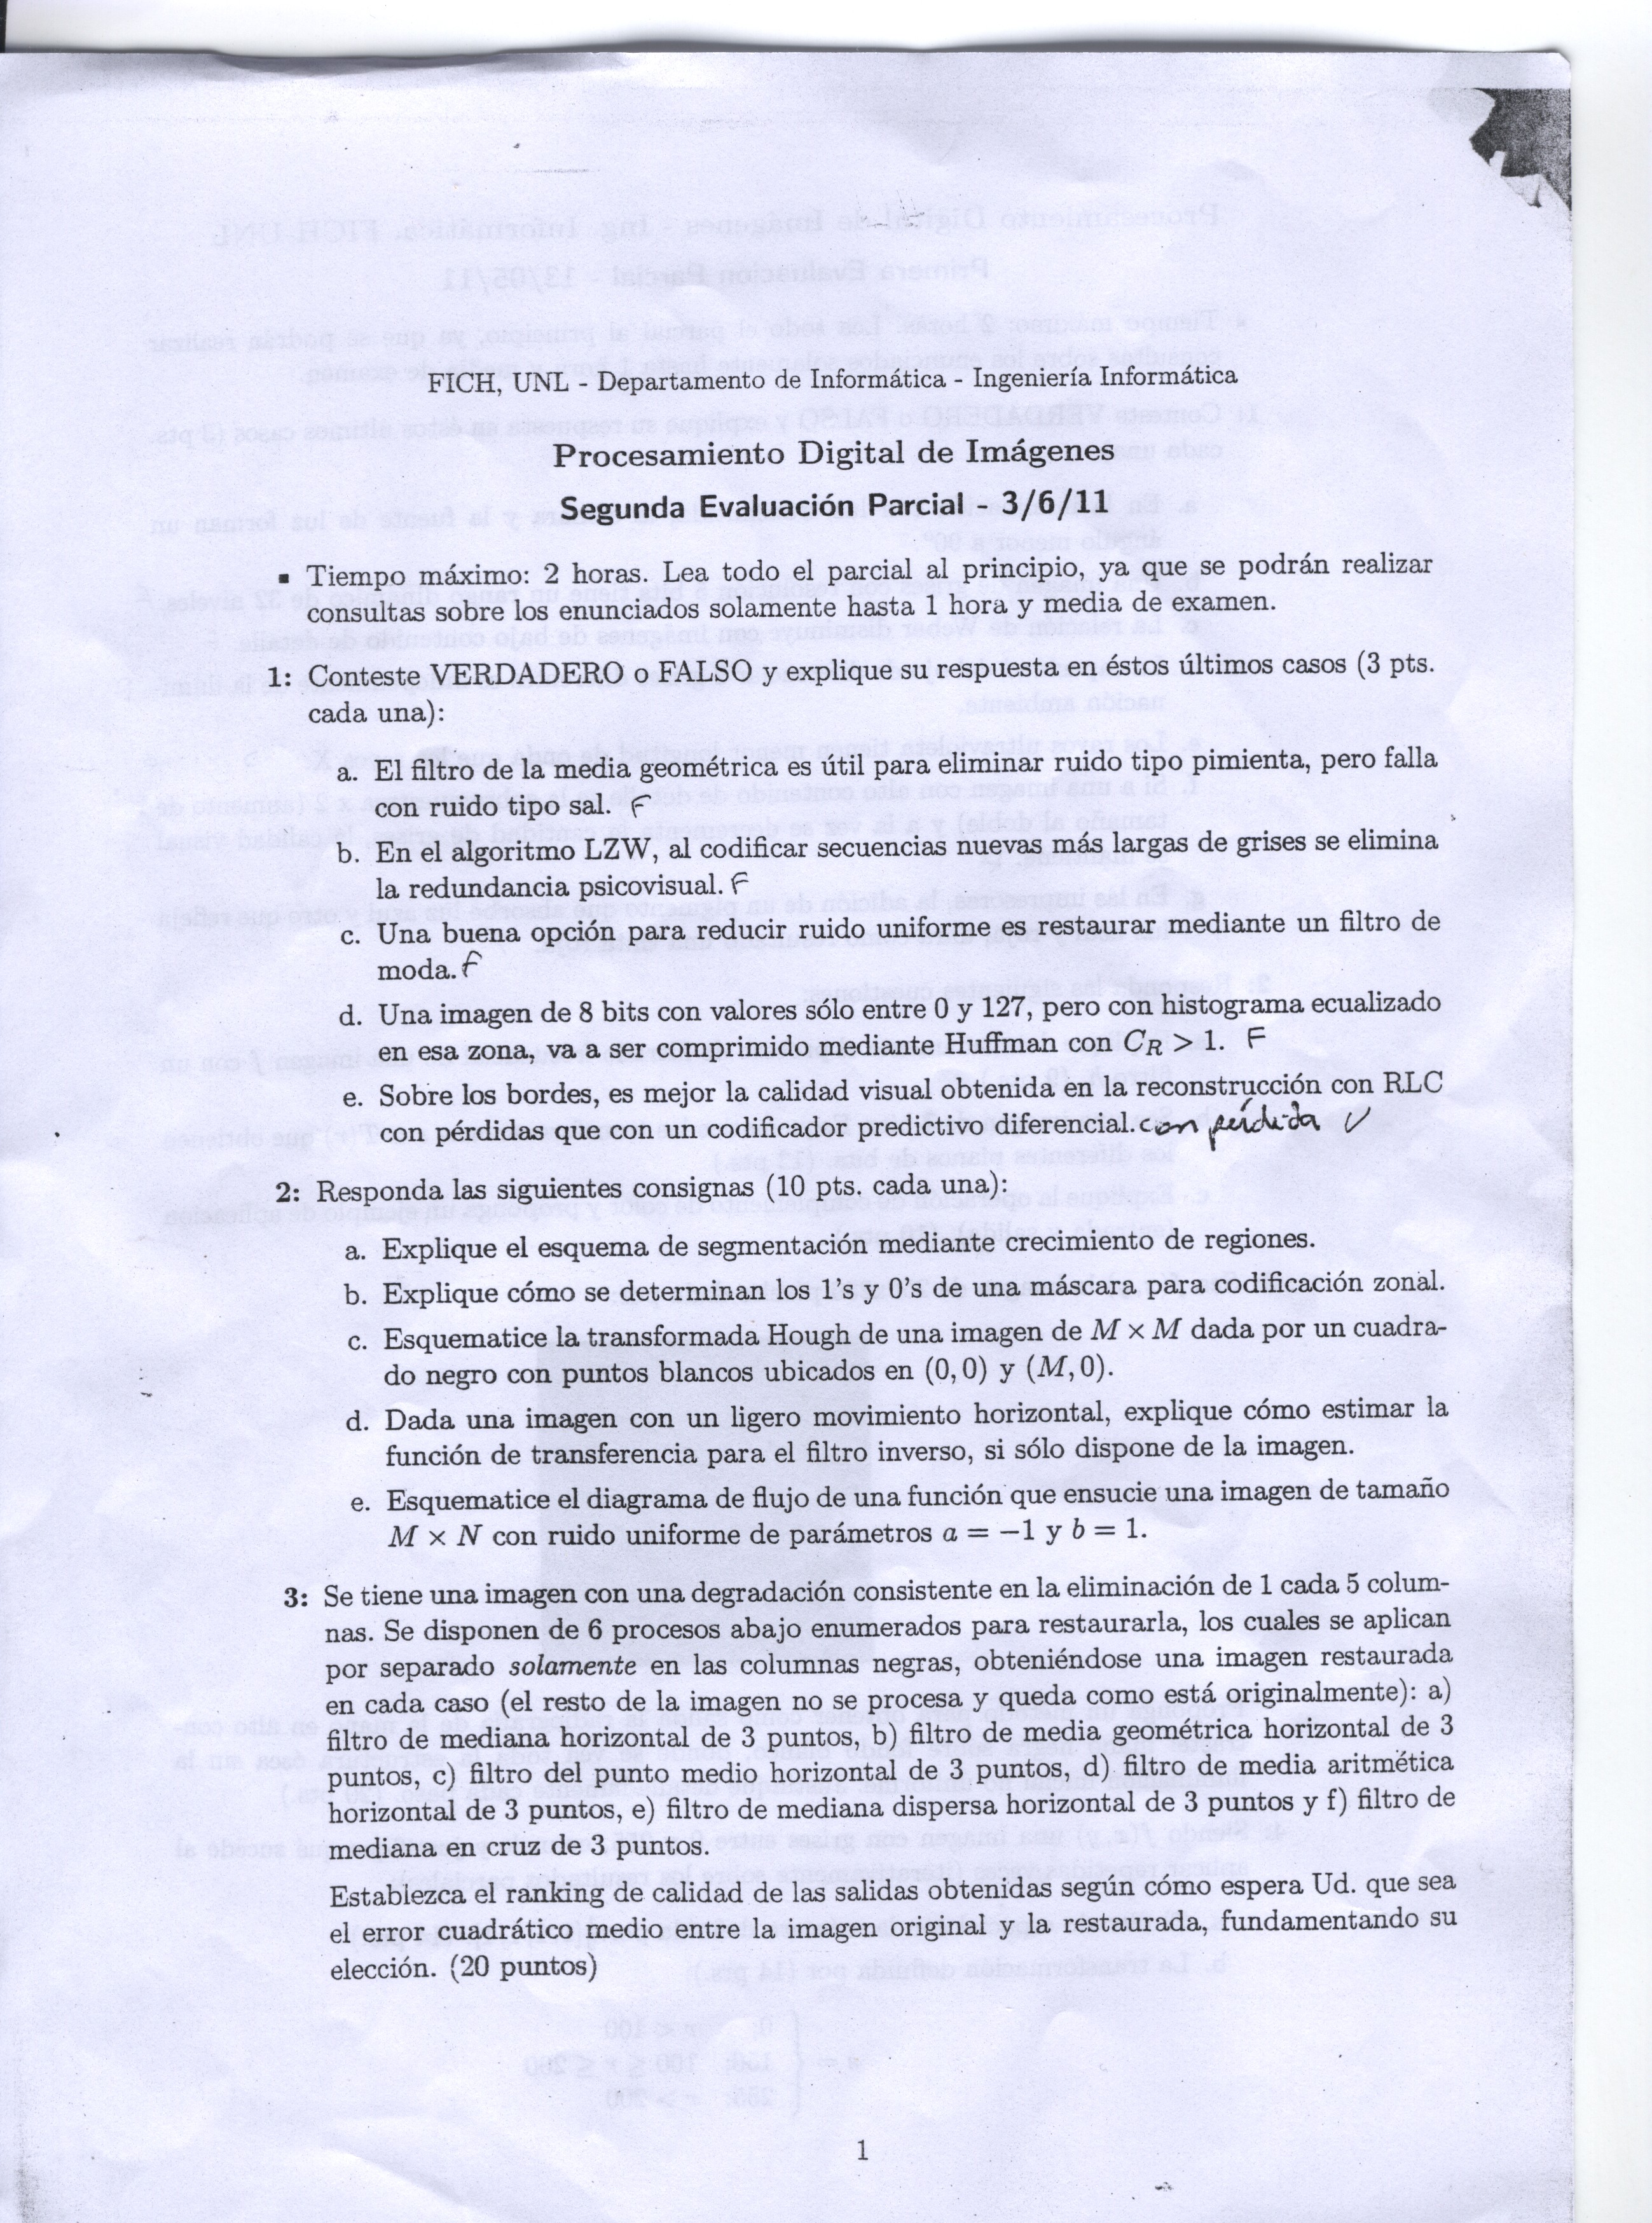 FICH, UNL - Departamento de Informática - Ingeniería Informática
Procesamiento Digital de Imágenes
Segunda Evaluación Parcial - 3/6/11
▪ Tiempo máximo: 2 horas. Lea todo el parcial al principio, ya que se podrán realizar
consultas sobre los enunciados solamente hasta 1 hora y media de examen.
1: Conteste VERDADERO o FALSO y explique su respuesta en éstos últimos casos (3 pts.
cada una):
a. El filtro de la media geométrica es útil para eliminar ruido tipo pimienta, pero falla
con ruido tipo sal. F
b. En el algoritmo LZW, al codificar secuencias nuevas más largas de grises se elimina
la redundancia psicovisual. F
c. Una buena opción para reducir ruido uniforme es restaurar mediante un filtro de
moda. F
d. Una imagen de 8 bits con valores sólo entre 0 y 127, pero con histograma ecualizado
en esa zona, va a ser comprimido mediante Huffman con C_R > 1. F
e. Sobre los bordes, es mejor la calidad visual obtenida en la reconstrucción con RLC
con pérdidas que con un codificador predictivo diferencial. con pérdida V
2: Responda las siguientes consignas (10 pts. cada una):
a. Explique el esquema de segmentación mediante crecimiento de regiones.
b. Explique cómo se determinan los 1's y 0's de una máscara para codificación zonal.
c. Esquematice la transformada Hough de una imagen de M × M dada por un cuadra-
do negro con puntos blancos ubicados en (0, 0) y (M, 0).
d. Dada una imagen con un ligero movimiento horizontal, explique cómo estimar la
función de transferencia para el filtro inverso, si sólo dispone de la imagen.
e. Esquematice el diagrama de flujo de una función que ensucie una imagen de tamaño
M × N con ruido uniforme de parámetros a = −1 y b = 1.
3: Se tiene una imagen con una degradación consistente en la eliminación de 1 cada 5 colum-
nas. Se disponen de 6 procesos abajo enumerados para restaurarla, los cuales se aplican
por separado solamente en las columnas negras, obteniéndose una imagen restaurada
en cada caso (el resto de la imagen no se procesa y queda como está originalmente): a)
filtro de mediana horizontal de 3 puntos, b) filtro de media geométrica horizontal de 3
puntos, c) filtro del punto medio horizontal de 3 puntos, d) filtro de media aritmética
horizontal de 3 puntos, e) filtro de mediana dispersa horizontal de 3 puntos y f) filtro de
mediana en cruz de 3 puntos.
Establezca el ranking de calidad de las salidas obtenidas según cómo espera Ud. que sea
el error cuadrático medio entre la imagen original y la restaurada, fundamentando su
elección. (20 puntos)
1